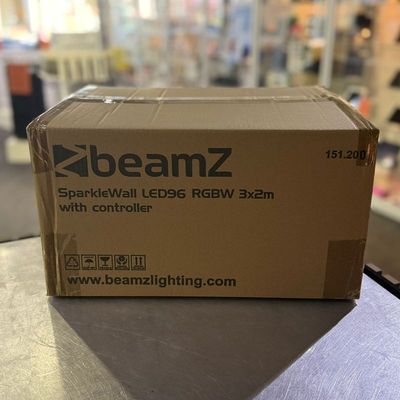 beamZ
151.200
SparkleWall LED96 RGBW 3x2m
with controller
www.beamzlighting.com